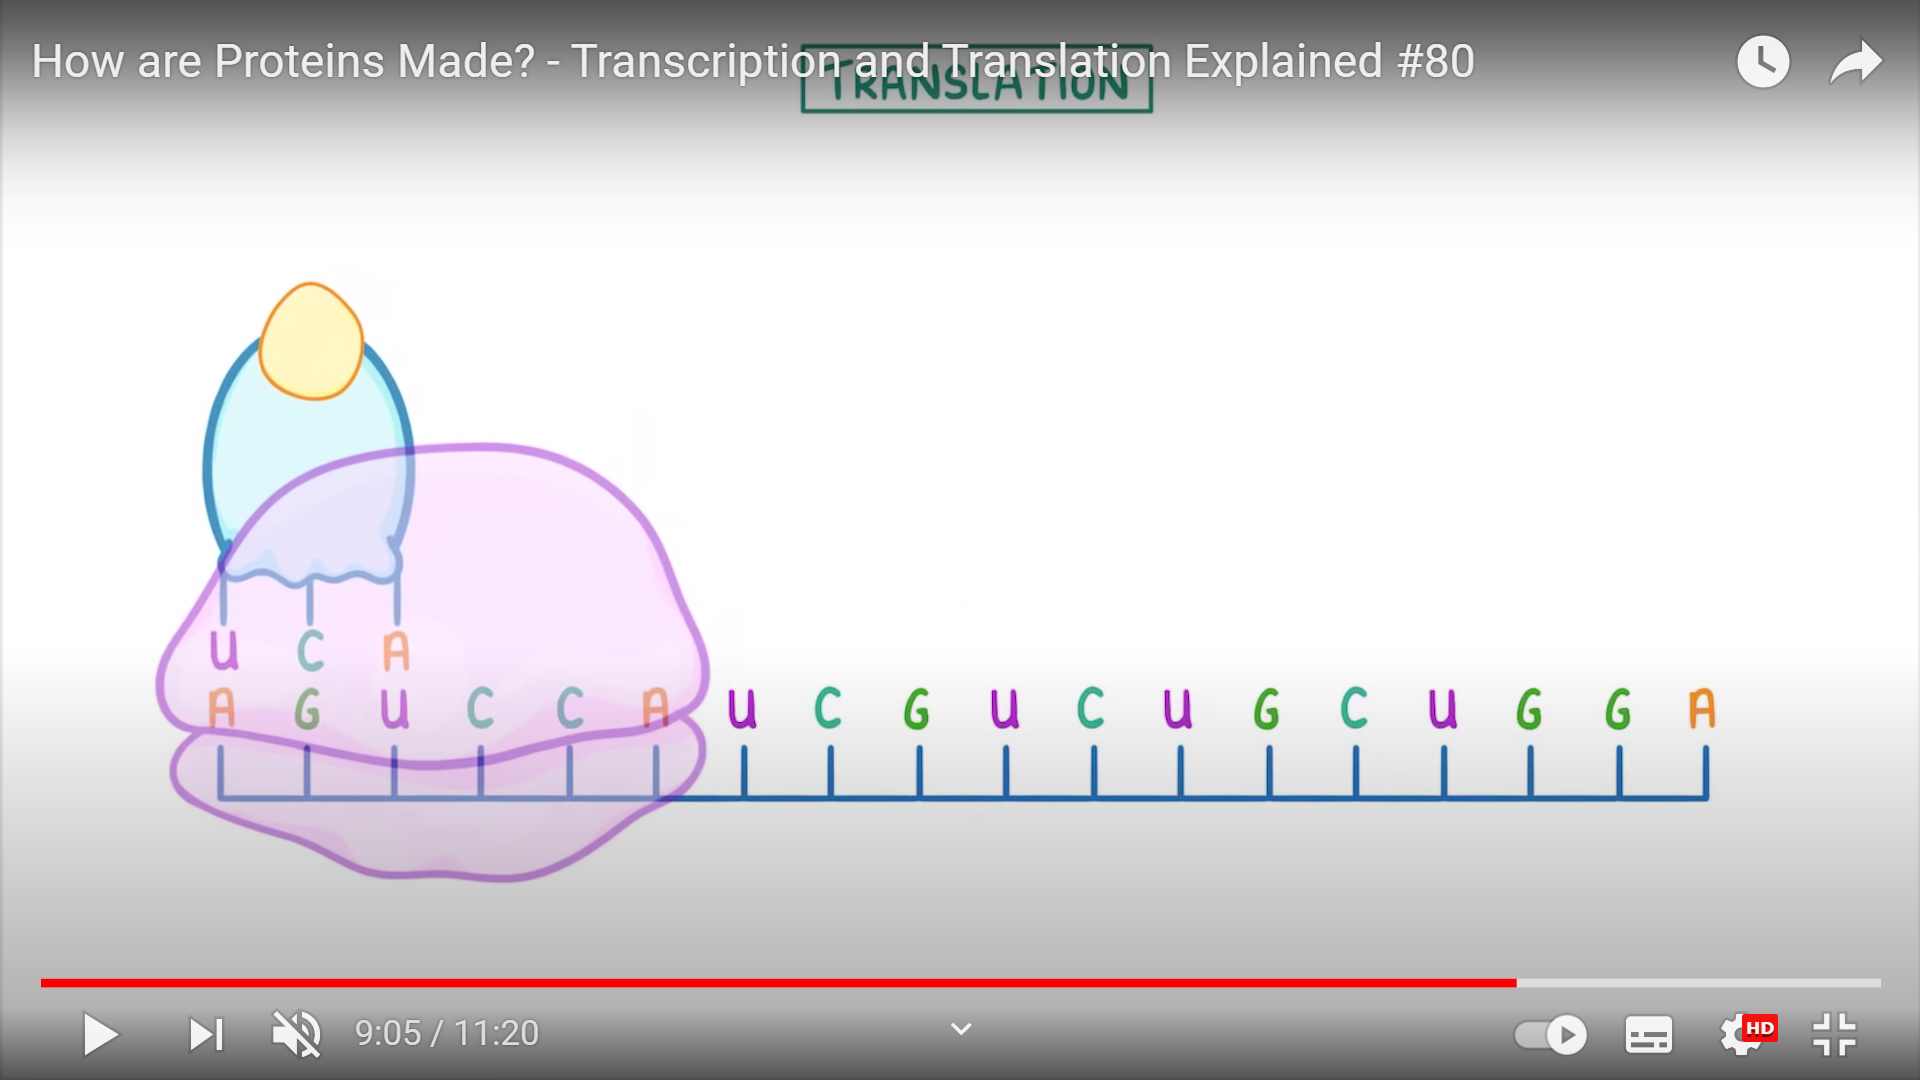 How are Proteins Made? - Transcription and Translation Explained #80
TRANSLATION
U C A
A G U C C A U C G U C U G C U G G A
9:05 / 11:20
HD